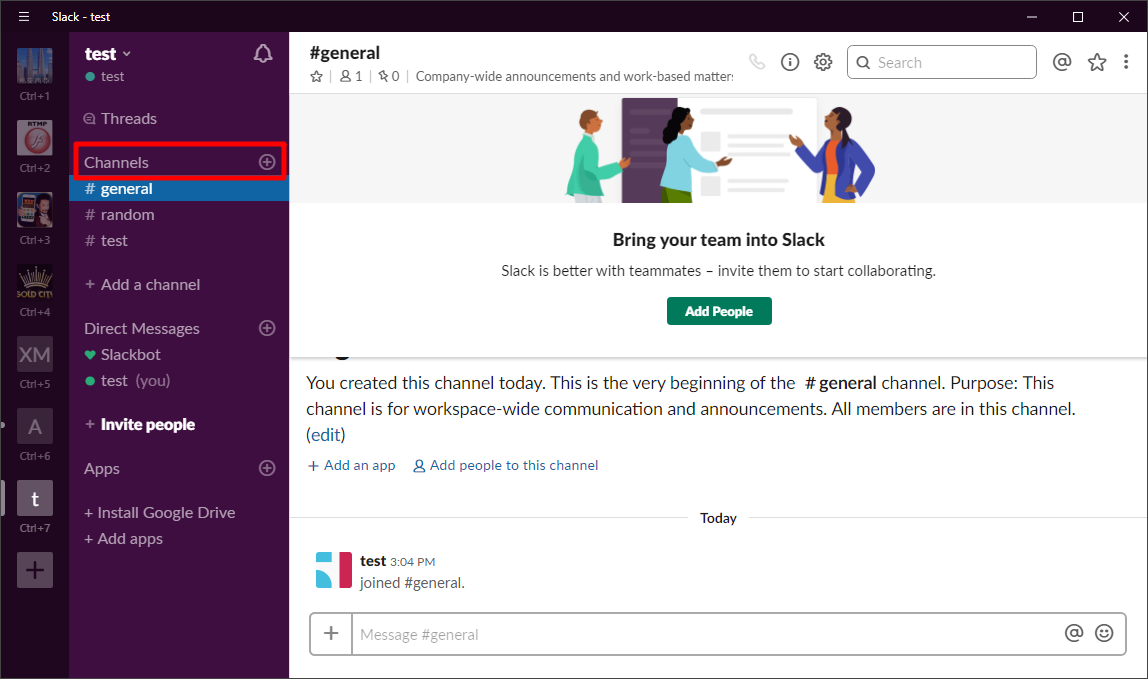 Slack - test
Ctrl+1
RTMP
Ctrl+2
Ctrl+3
GOLD CITY
Ctrl+4
XM
Ctrl+5
A
Ctrl+6
t
Ctrl+7
test
test
Threads
Channels
# general
# random
# test
+ Add a channel
Direct Messages
Slackbot
test (you)
+ Invite people
Apps
+ Install Google Drive
+ Add apps
#general
1 | 0 | Company-wide announcements and work-based matters
Search
Bring your team into Slack
Slack is better with teammates – invite them to start collaborating.
Add People
You created this channel today. This is the very beginning of the # general channel. Purpose: This
channel is for workspace-wide communication and announcements. All members are in this channel.
(edit)
+ Add an app Add people to this channel
Today
test 3:04 PM
joined #general.
Message #general